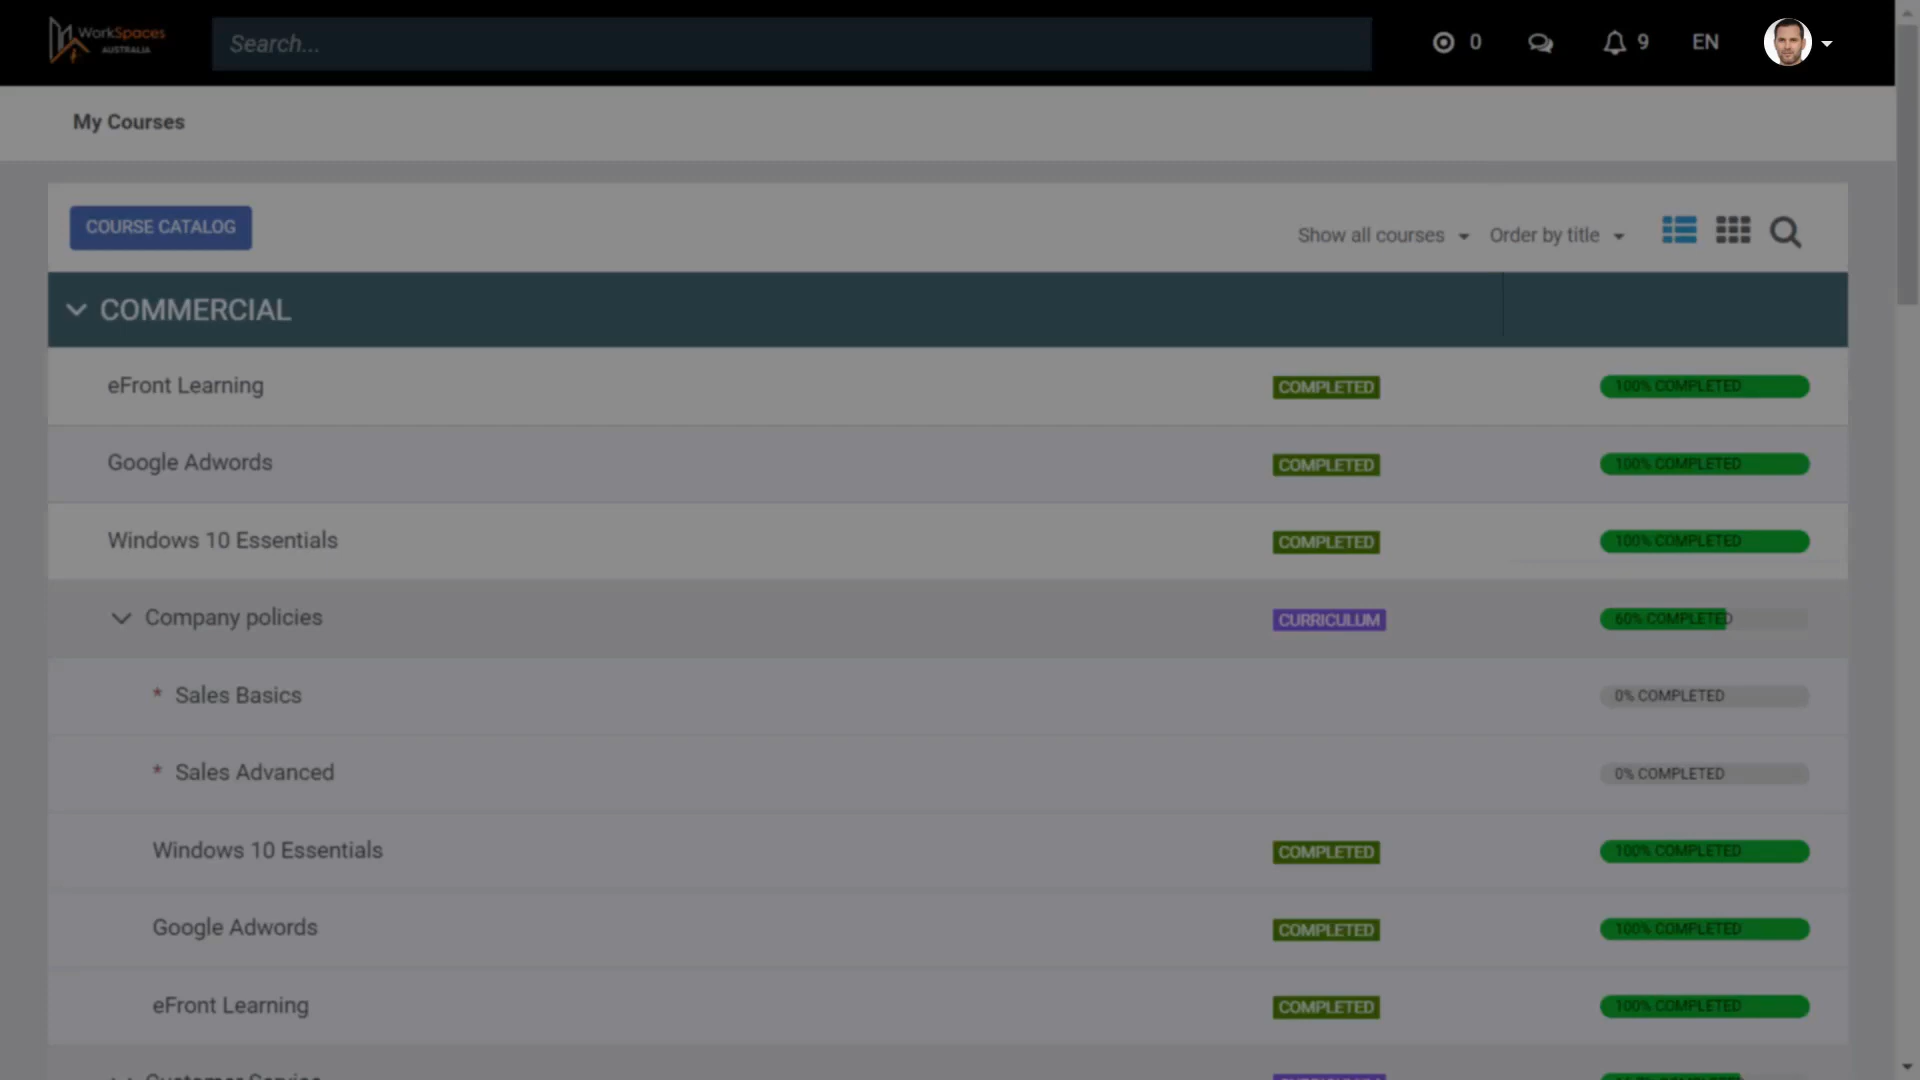 WorkSpaces
AUSTRALIA
Search...
0
9
EN
My Courses
COURSE CATALOG
Show all courses
Order by title
COMMERCIAL
eFront Learning COMPLETED 100% COMPLETED
Google Adwords COMPLETED 100% COMPLETED
Windows 10 Essentials COMPLETED 100% COMPLETED
Company policies CURRICULUM 60% COMPLETED
* Sales Basics 0% COMPLETED
* Sales Advanced 0% COMPLETED
Windows 10 Essentials COMPLETED 100% COMPLETED
Google Adwords COMPLETED 100% COMPLETED
eFront Learning COMPLETED 100% COMPLETED
Customer Service CURRICULUM